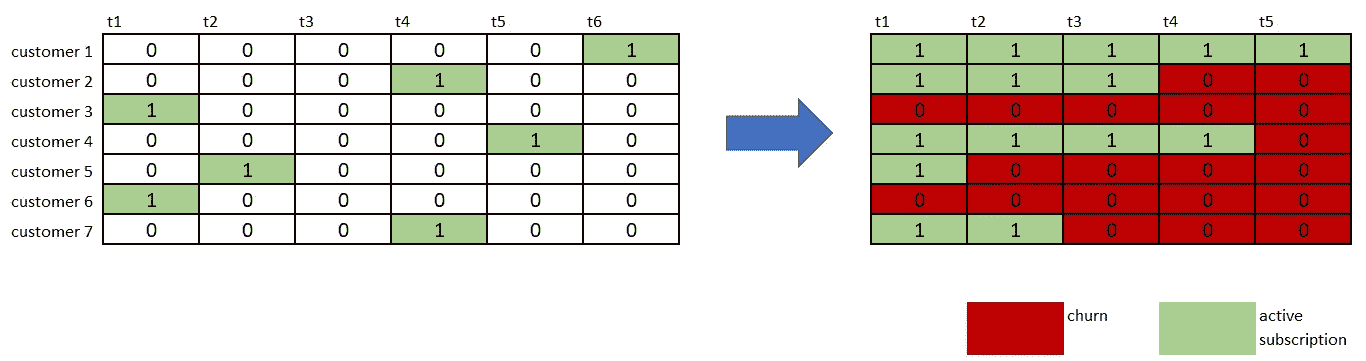 t1 t2 t3 t4 t5 t6 t1 t2 t3 t4 t5
customer 1 0 0 0 0 0 1 1 1 1 1 1
customer 2 0 0 0 1 0 0 1 1 1 0 0
customer 3 1 0 0 0 0 0 0 0 0 0 0
customer 4 0 0 0 0 1 0 1 1 1 1 0
customer 5 0 1 0 0 0 0 1 0 0 0 0
customer 6 1 0 0 0 0 0 0 0 0 0 0
customer 7 0 0 0 1 0 0 1 1 0 0 0
churn active
subscription